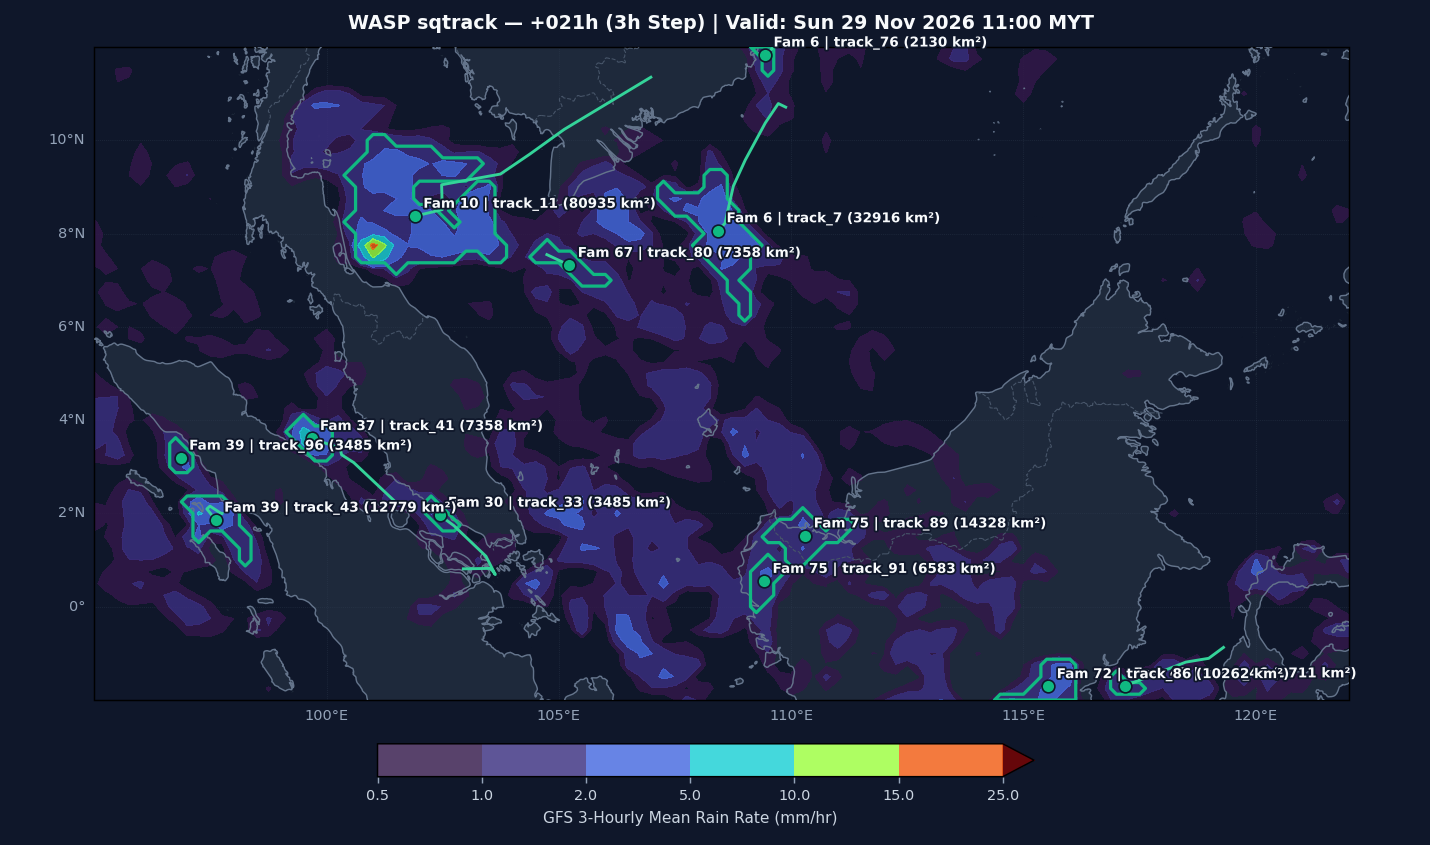 WASP sqtrack — +021h (3h Step) | Valid: Sun 29 Nov 2026 11:00 MYT
Fam 6 | track_76 (2130 km²)
10°N
Fam 10 | track_11 (80935 km²)
Fam 6 | track_7 (32916 km²)
8°N
Fam 67 | track_80 (7358 km²)
6°N
4°N
Fam 37 | track_41 (7358 km²)
Fam 39 | track_96 (3485 km²)
Fam 30 | track_33 (3485 km²)
Fam 39 | track_43 (12779 km²)
2°N
Fam 75 | track_89 (14328 km²)
Fam 75 | track_91 (6583 km²)
0°
Fam 72 | track_86 (10262 km²)
711 km²)
100°E
105°E
110°E
115°E
120°E
0.5
1.0
2.0
5.0
10.0
15.0
25.0
GFS 3-Hourly Mean Rain Rate (mm/hr)